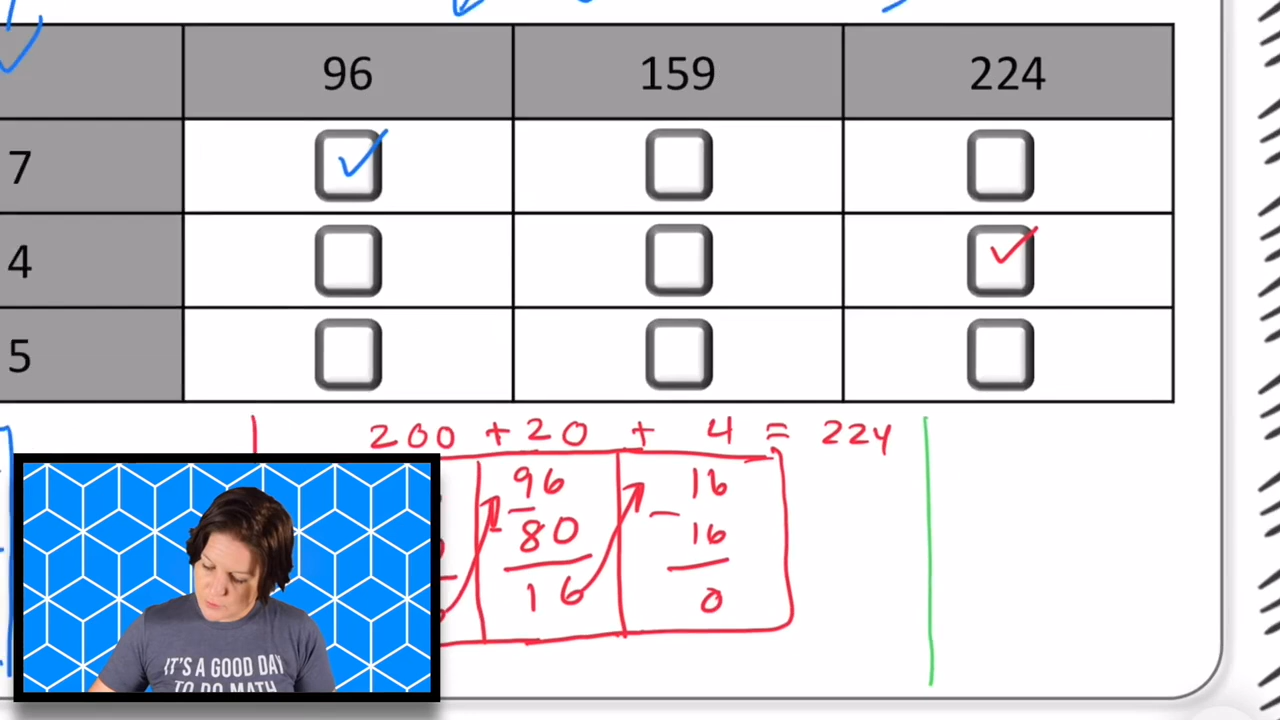 96 159 224
7
4
5
200 + 20 + 4 = 224
96 16
- 80 - 16
16 0
IT'S A GOOD DAY
TO DO MATH